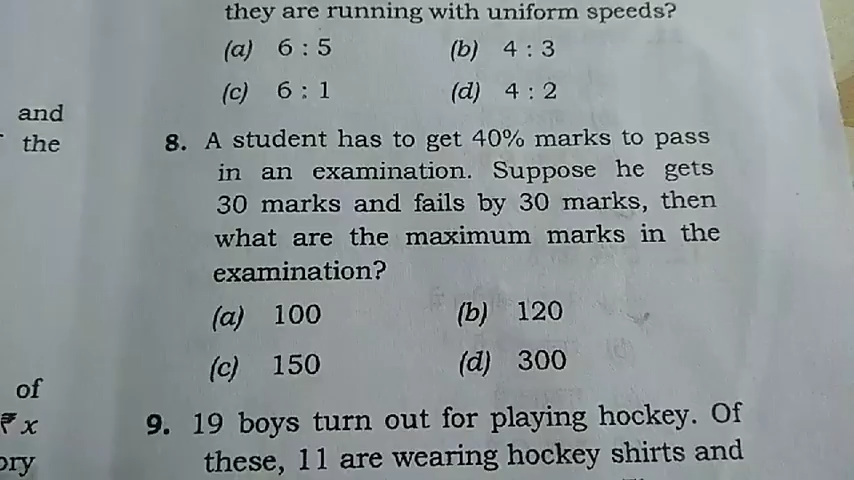 they are running with uniform speeds?
(a) 6 : 5 (b) 4 : 3
(c) 6 : 1 (d) 4 : 2
and
the
8. A student has to get 40% marks to pass
in an examination. Suppose he gets
30 marks and fails by 30 marks, then
what are the maximum marks in the
examination?
(a) 100 (b) 120
(c) 150 (d) 300
of
₹ x
ory
9. 19 boys turn out for playing hockey. Of
these, 11 are wearing hockey shirts and